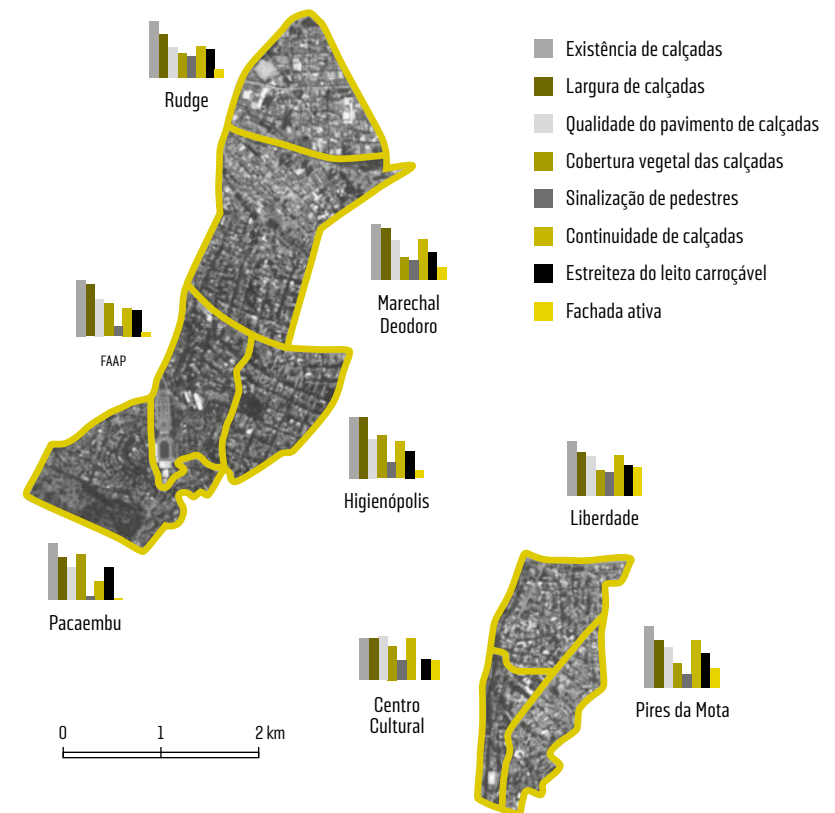 Rudge
Existência de calçadas
Largura de calçadas
Qualidade do pavimento de calçadas
Cobertura vegetal das calçadas
Sinalização de pedestres
Continuidade de calçadas
Estreiteza do leito carroçável
Fachada ativa
Marechal
Deodoro
FAAP
Higienópolis
Liberdade
Pacaembu
Centro
Cultural
Pires da Mota
0 1 2 km